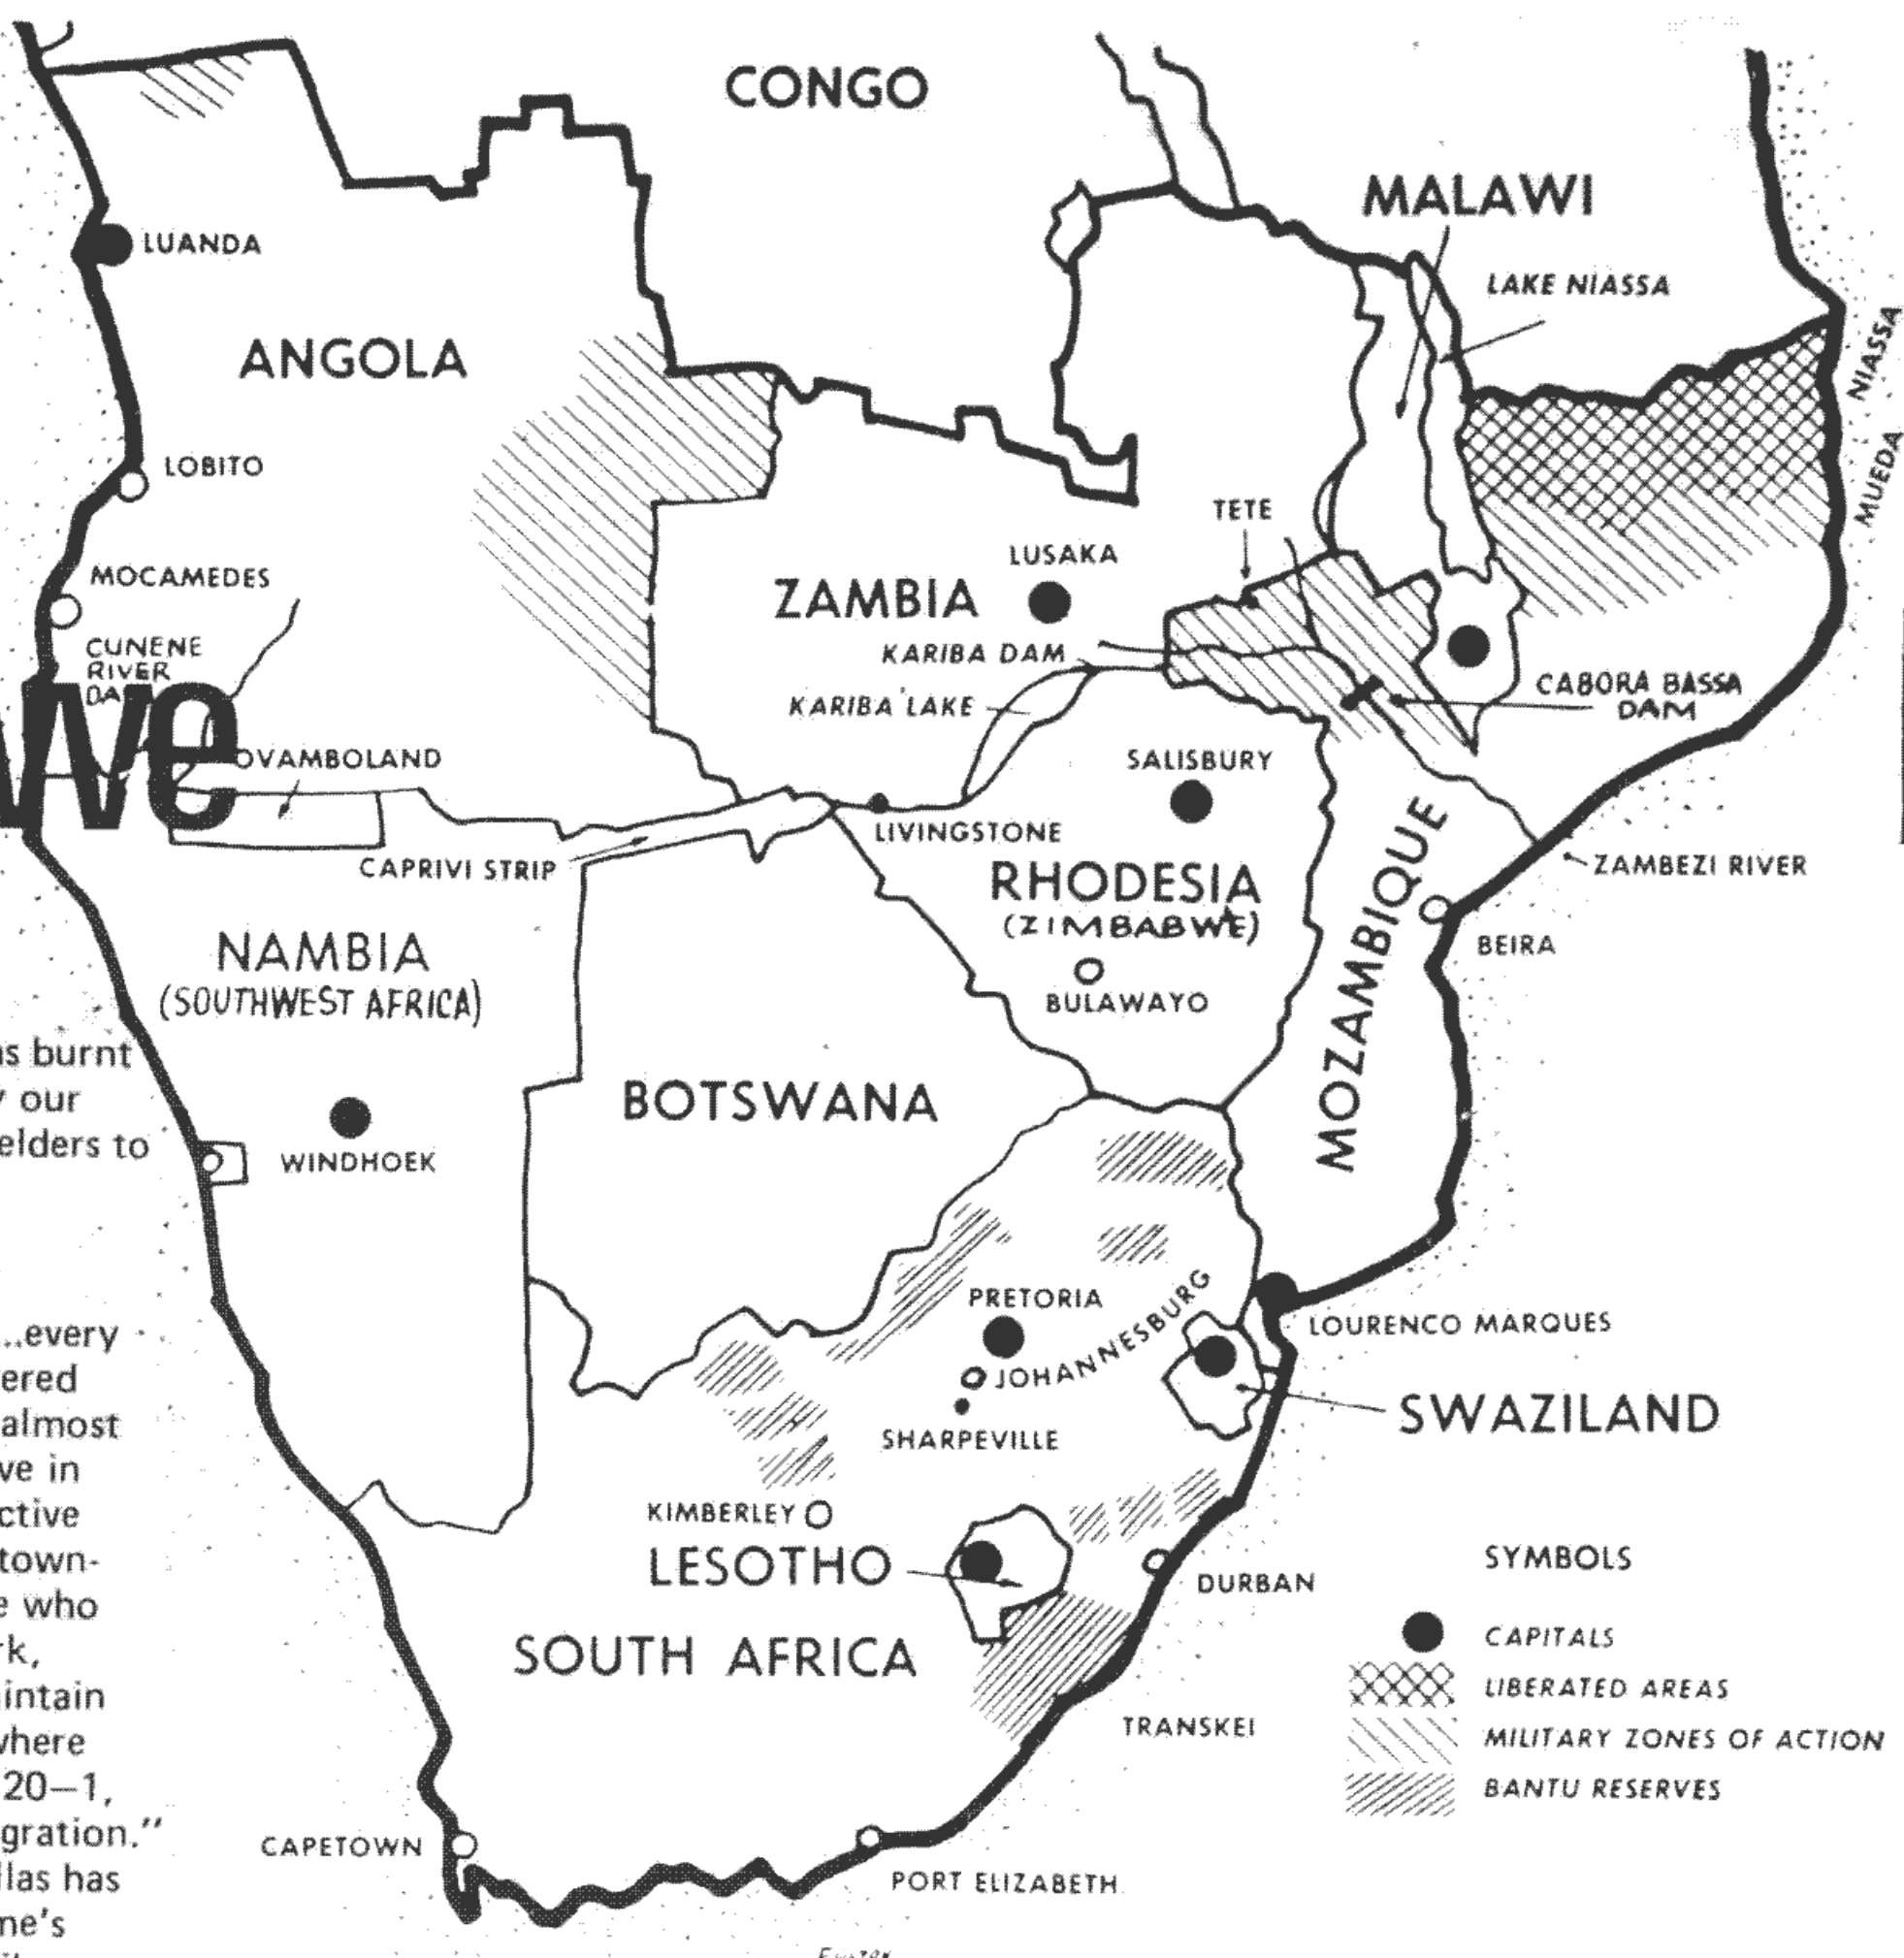 CONGO
MALAWI
LUANDA
LAKE NIASSA
NIASSA
ANGOLA
MUEDA
LOBITO
TETE
LUSAKA
MOCAMEDES
ZAMBIA
CUNENE
RIVER
KARIBA DAM
CABORA BASSA
DAM
KARIBA LAKE
we
OVAMBOLAND
SALISBURY
LIVINGSTONE
CAPRIVI STRIP
ZAMBEZI RIVER
RHODESIA
(ZIMBABWE)
MOZAMBIQUE
BEIRA
NAMBIA
(SOUTHWEST AFRICA)
BULAWAYO
burnt
our
elders to
BOTSWANA
WINDHOEK
PRETORIA
JOHANNESBURG
LOURENCO MARQUES
...every
ered
almost
ve in
ctive
town-
who
SWAZILAND
SHARPEVILLE
KIMBERLEY
LESOTHO
DURBAN
SOUTH AFRICA
TRANSKEI
SYMBOLS
CAPITALS
LIBERATED AREAS
MILITARY ZONES OF ACTION
BANTU RESERVES
rk,
intain
where
20–1,
gration."
llas has
ne's
CAPETOWN
PORT ELIZABETH